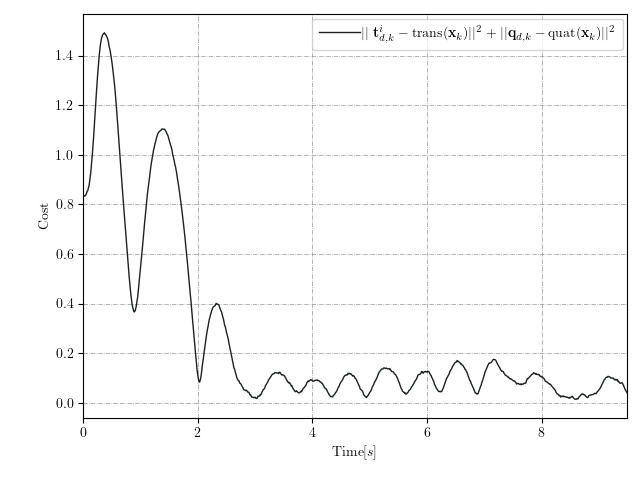 || t^i_{d,k} − trans(x_k)||^2 + ||q_{d,k} − quat(x_k)||^2
1.4
1.2
1.0
0.8
0.6
0.4
0.2
0.0
Cost
0 2 4 6 8
Time[s]